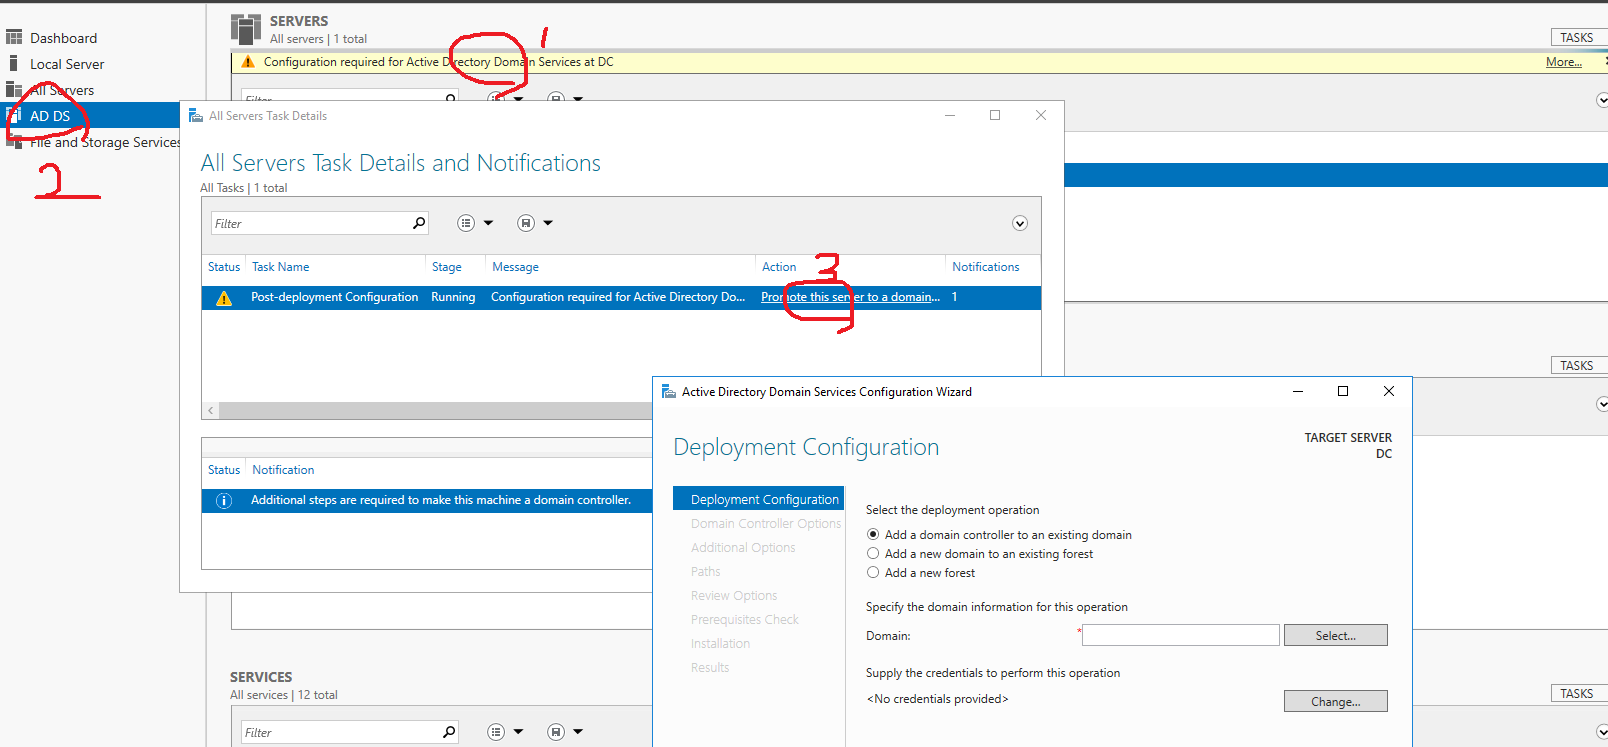 Dashboard
Local Server
All Servers
AD DS
File and Storage Services
2
SERVERS
All servers | 1 total
TASKS
1
Configuration required for Active Directory Domain Services at DC
More...
Filter
All Servers Task Details
All Servers Task Details and Notifications
All Tasks | 1 total
Filter
3
Status Task Name Stage Message Action Notifications
Post-deployment Configuration Running Configuration required for Active Directory Do... Promote this server to a domain... 1
Status Notification
Additional steps are required to make this machine a domain controller.
TASKS
Active Directory Domain Services Configuration Wizard
Deployment Configuration
TARGET SERVER
DC
Deployment Configuration
Domain Controller Options
Additional Options
Paths
Review Options
Prerequisites Check
Installation
Results
Select the deployment operation
Add a domain controller to an existing domain
Add a new domain to an existing forest
Add a new forest
Specify the domain information for this operation
Domain: * Select...
Supply the credentials to perform this operation
<No credentials provided> Change...
SERVICES
All services | 12 total
TASKS
Filter